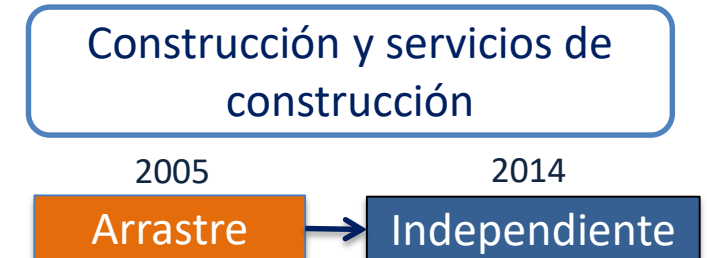 Construcción y servicios de
construcción
2005 2014
Arrastre Independiente